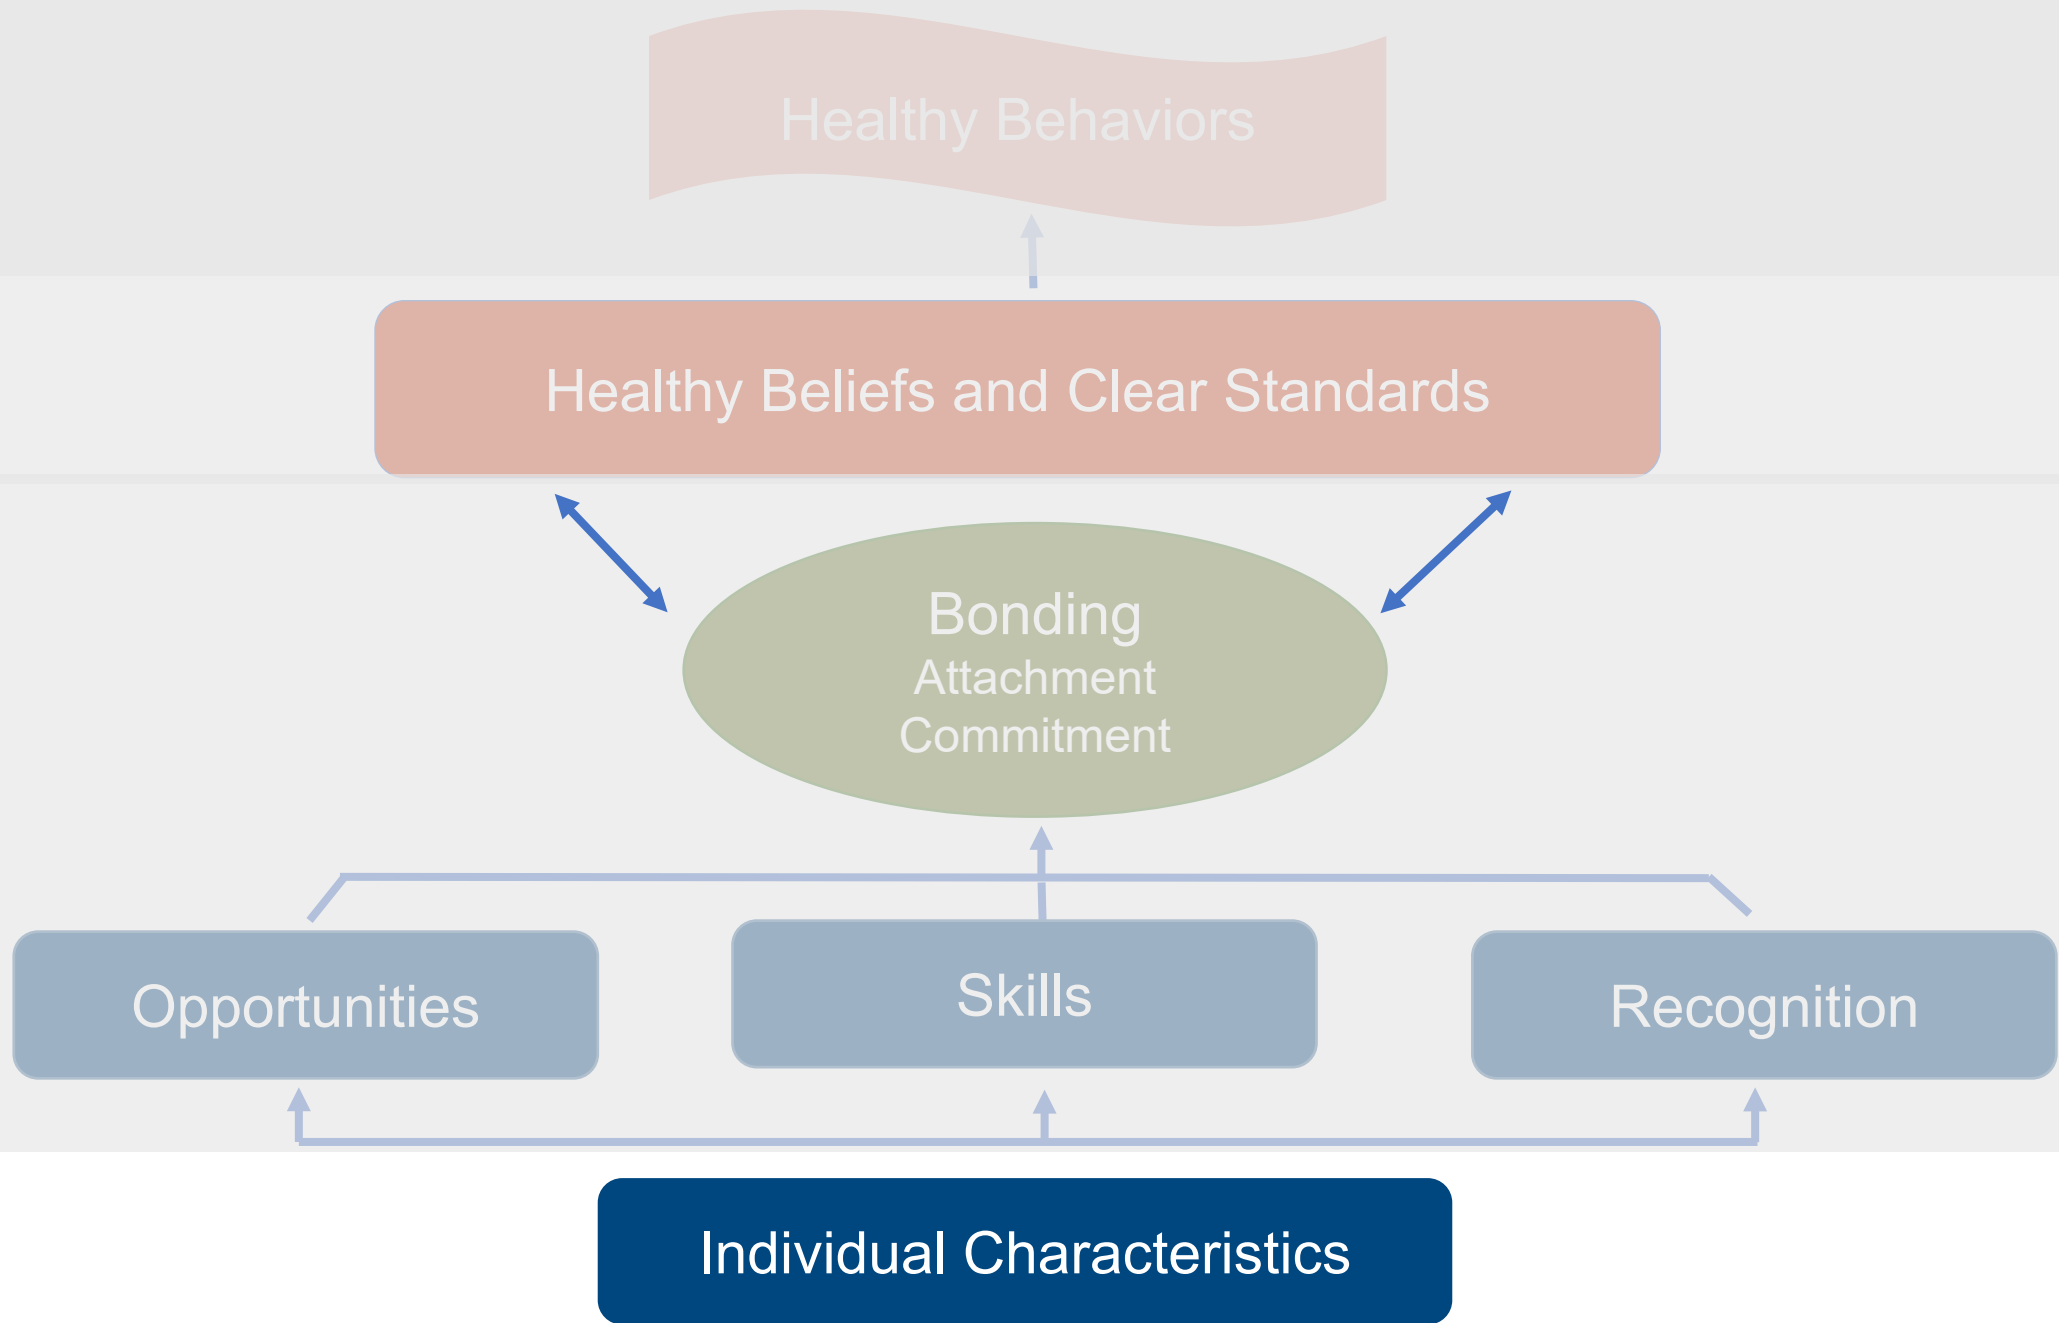 Healthy Behaviors
Healthy Beliefs and Clear Standards
Bonding
Attachment
Commitment
Opportunities
Skills
Recognition
Individual Characteristics